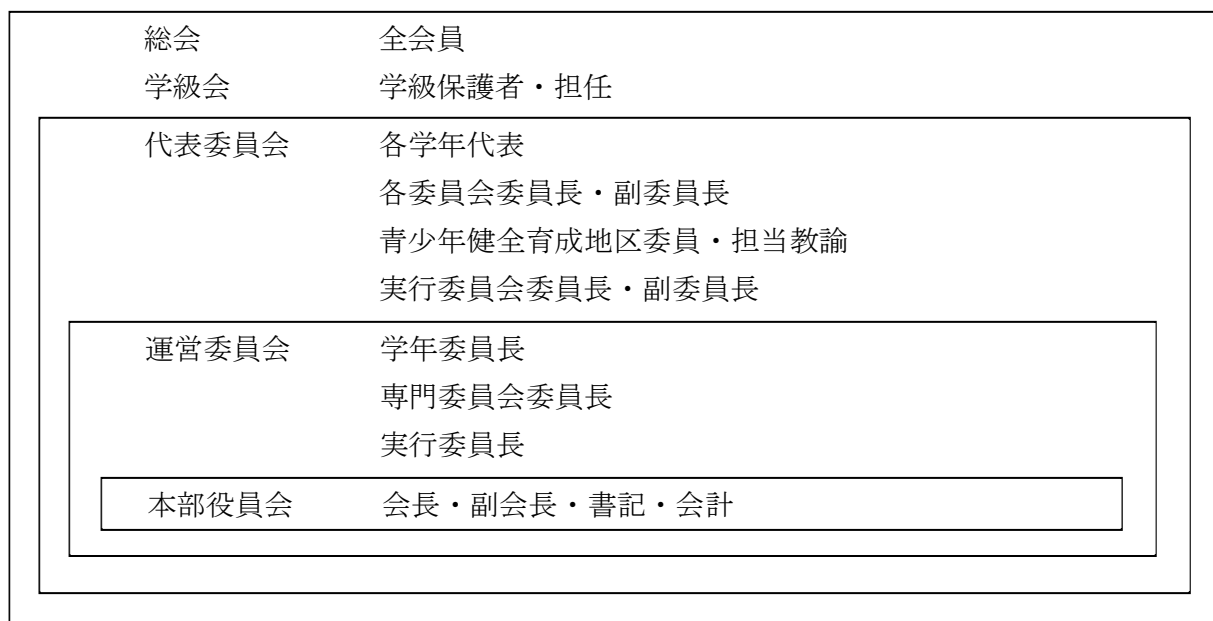 総会 全会員
学級会 学級保護者・担任
代表委員会 各学年代表
各委員会委員長・副委員長
青少年健全育成地区委員・担当教諭
実行委員会委員長・副委員長
運営委員会 学年委員長
専門委員会委員長
実行委員長
本部役員会 会長・副会長・書記・会計